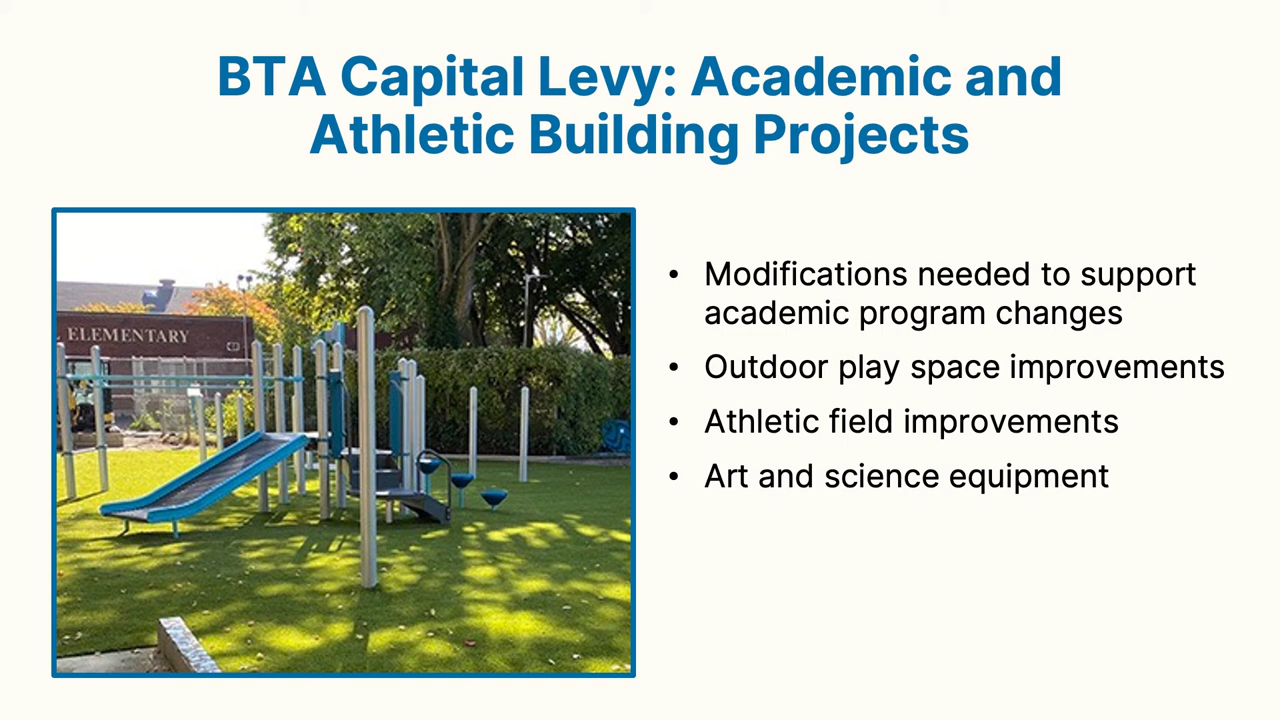 BTA Capital Levy: Academic and
Athletic Building Projects
ELEMENTARY
• Modifications needed to support
academic program changes
• Outdoor play space improvements
• Athletic field improvements
• Art and science equipment